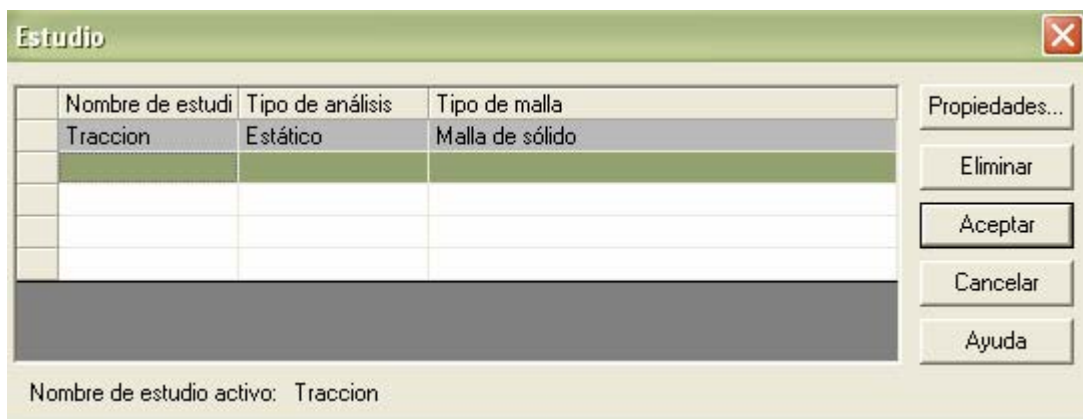 Estudio
Nombre de estudi Tipo de análisis Tipo de malla
Traccion Estático Malla de sólido
Propiedades...
Eliminar
Aceptar
Cancelar
Ayuda
Nombre de estudio activo: Traccion